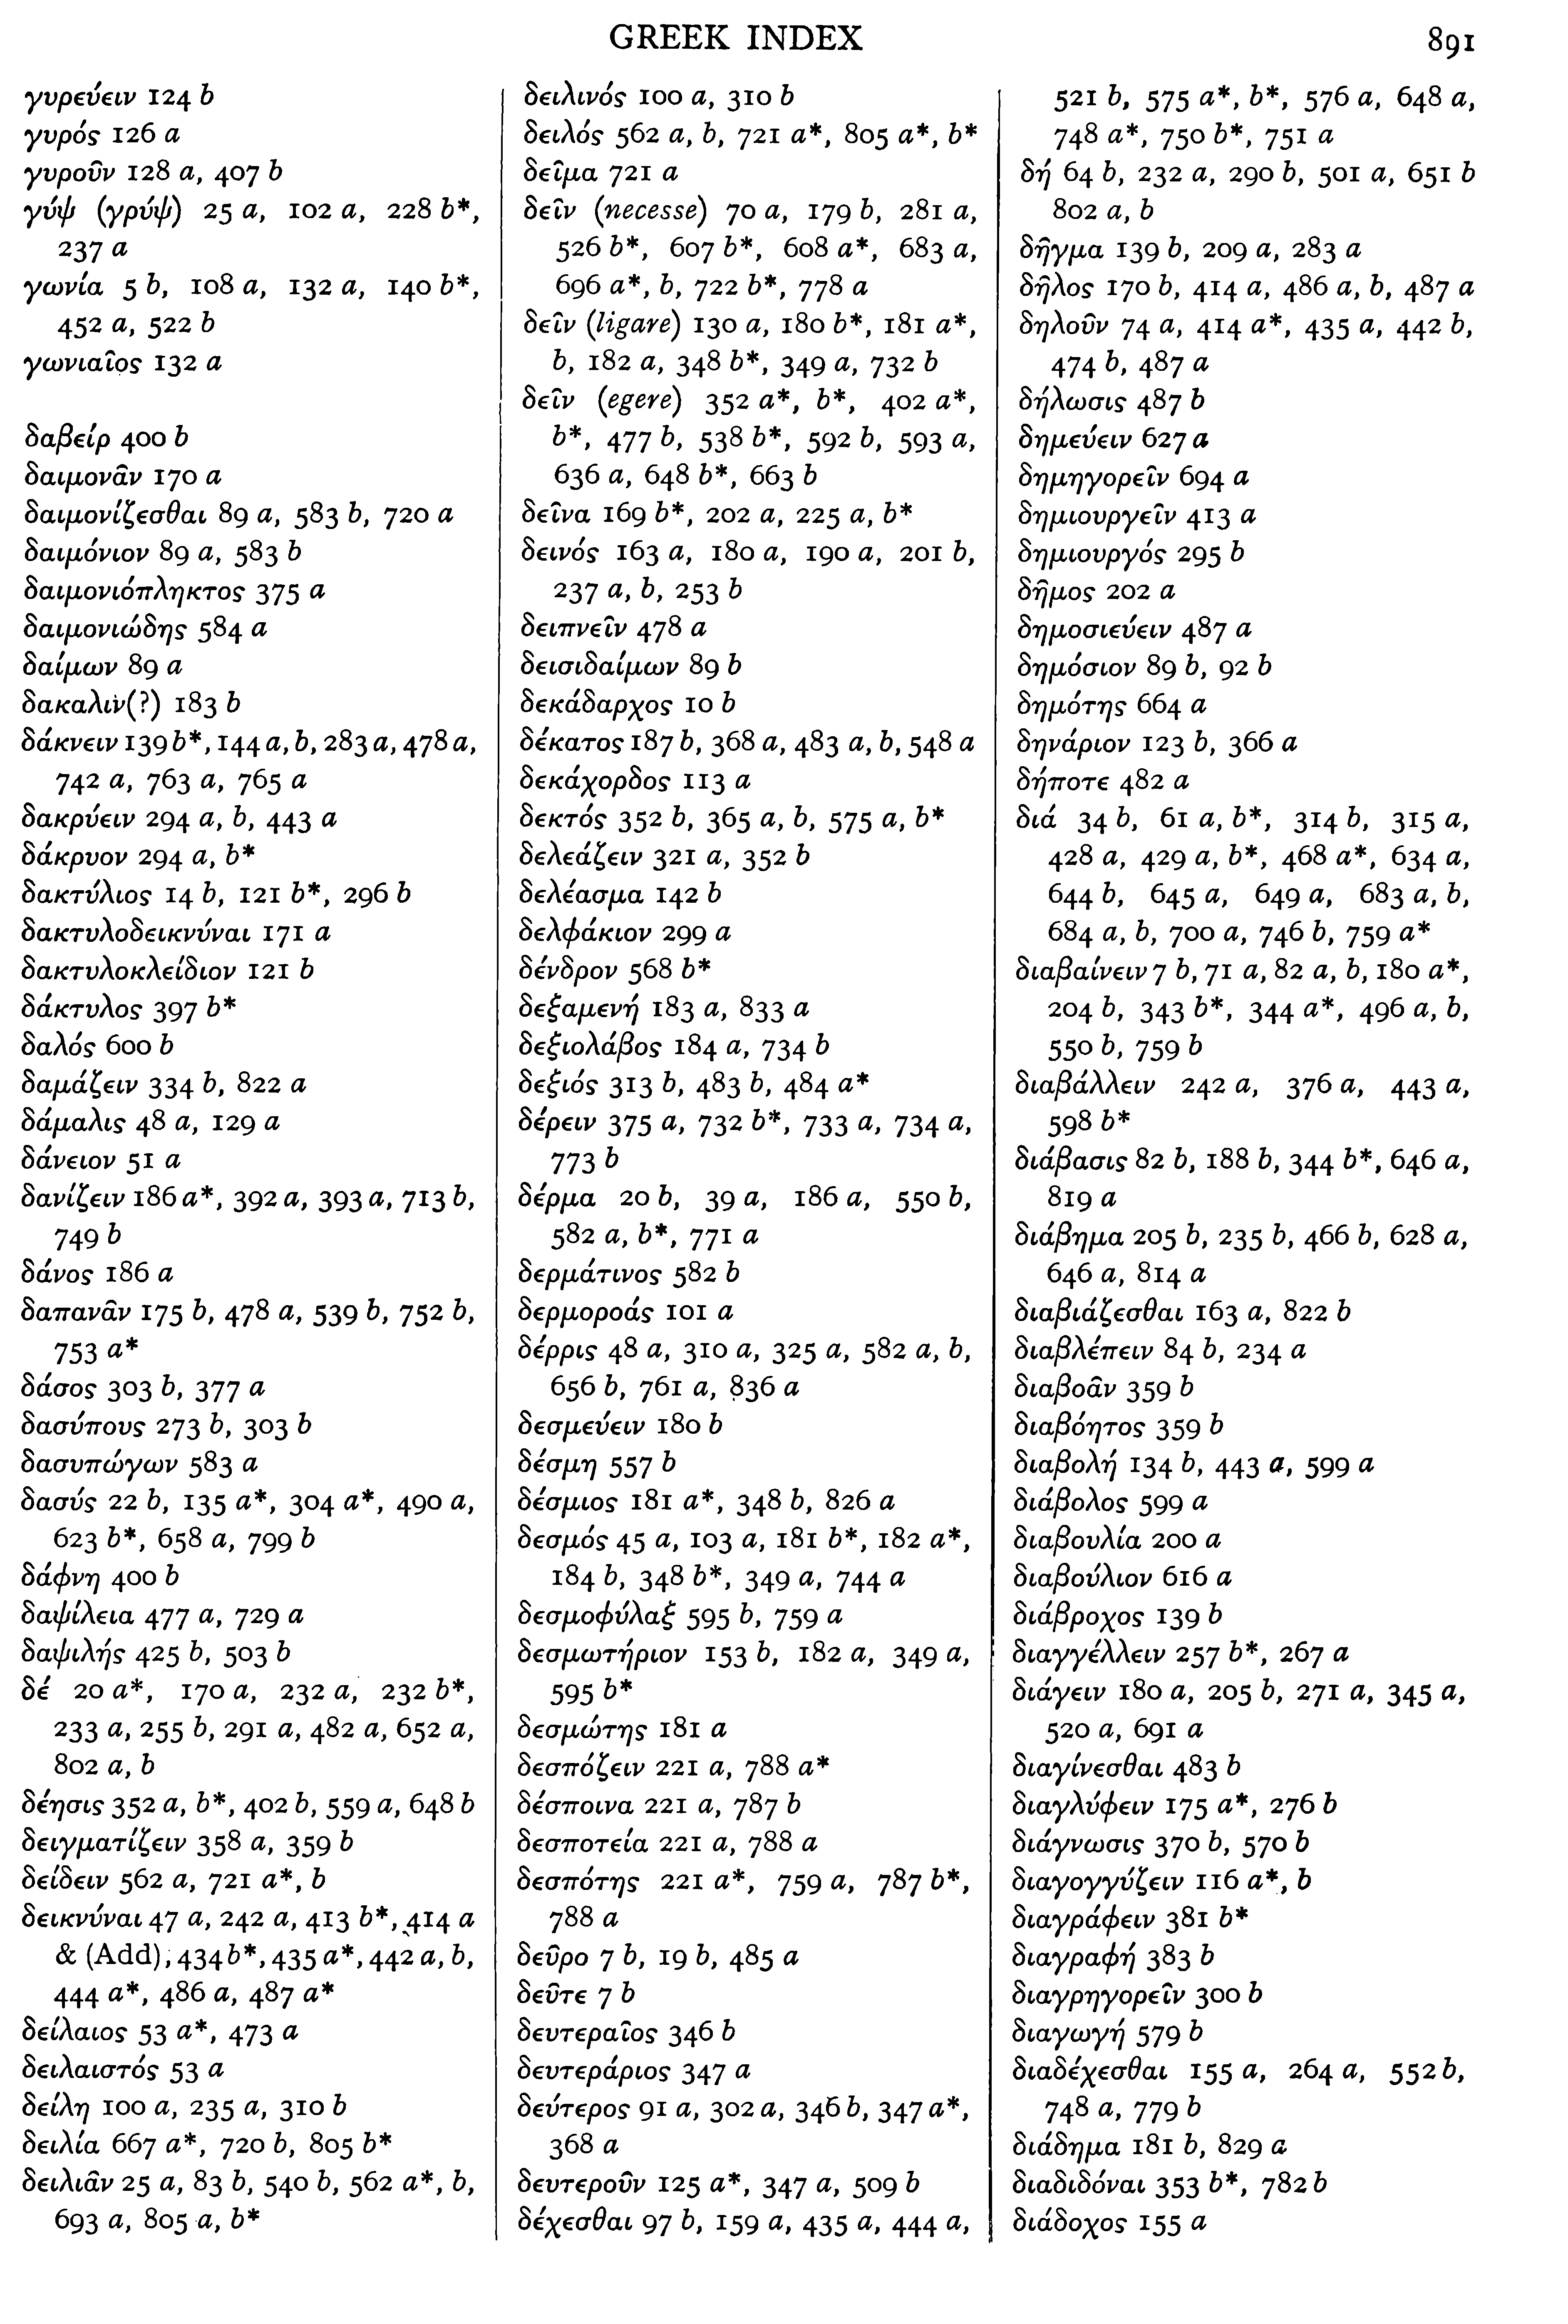 GREEK INDEX
891
γυρεύειν 124 b
γυρός 126 a
γυροῦν 128 a, 407 b
γύψ (γρύψ) 25 a, 102 a, 228 b*,
237 a
γωνία 5 b, 108 a, 132 a, 140 b*,
452 a, 522 b
γωνιαῖος 132 a
δαβείρ 400 b
δαιμονᾶν 170 a
δαιμονίζεσθαι 89 a, 583 b, 720 a
δαιμόνιον 89 a, 583 b
δαιμονιόπληκτος 375 a
δαιμονιώδης 584 a
δαίμων 89 a
δακαλιν(?) 183 b
δάκνειν 139 b*, 144 a, b, 283 a, 478 a,
742 a, 763 a, 765 a
δακρύειν 294 a, b, 443 a
δάκρυον 294 a, b*
δακτύλιος 14 b, 121 b*, 296 b
δακτυλοδεικνύναι 171 a
δακτυλοκλείδιον 121 b
δάκτυλος 397 b*
δαλός 600 b
δαμάζειν 334 b, 822 a
δάμαλις 48 a, 129 a
δάνειον 51 a
δανίζειν 186 a*, 392 a, 393 a, 713 b,
749 b
δάνος 186 a
δαπανᾶν 175 b, 478 a, 539 b, 752 b,
753 a*
δάσος 303 b, 377 a
δασύπους 273 b, 303 b
δασυπώγων 583 a
δασύς 22 b, 135 a*, 304 a*, 490 a,
623 b*, 658 a, 799 b
δάφνη 400 b
δαψίλεια 477 a, 729 a
δαψιλής 425 b, 503 b
δέ 20 a*, 170 a, 232 a, 232 b*,
233 a, 255 b, 291 a, 482 a, 652 a,
802 a, b
δέησις 352 a, b*, 402 b, 559 a, 648 b
δειγματίζειν 358 a, 359 b
δείδειν 562 a, 721 a*, b
δεικνύναι 47 a, 242 a, 413 b*, 414 a
& (Add), 434 b*, 435 a*, 442 a, b,
444 a*, 486 a, 487 a*
δείλαιος 53 a*, 473 a
δειλαιστός 53 a
δείλη 100 a, 235 a, 310 b
δειλία 667 a*, 720 b, 805 b*
δειλιᾶν 25 a, 83 b, 540 b, 562 a*, b,
693 a, 805 a, b*
δειλινός 100 a, 310 b
δειλός 562 a, b, 721 a*, 805 a*, b*
δεῖμα 721 a
δεῖν (necesse) 70 a, 179 b, 281 a,
526 b*, 607 b*, 608 a*, 683 a,
696 a*, b, 722 b*, 778 a
δεῖν (ligare) 130 a, 180 b*, 181 a*,
b, 182 a, 348 b*, 349 a, 732 b
δεῖν (egere) 352 a*, b*, 402 a*,
b*, 477 b, 538 b*, 592 b, 593 a,
636 a, 648 b*, 663 b
δεῖνα 169 b*, 202 a, 225 a, b*
δεινός 163 a, 180 a, 190 a, 201 b,
237 a, b, 253 b
δειπνεῖν 478 a
δεισιδαίμων 89 b
δεκάδαρχος 10 b
δέκατος 187 b, 368 a, 483 a, b, 548 a
δεκάχορδος 113 a
δεκτός 352 b, 365 a, b, 575 a, b*
δελεάζειν 321 a, 352 b
δελέασμα 142 b
δελφάκιον 299 a
δένδρον 568 b*
δεξαμενή 183 a, 833 a
δεξιολάβος 184 a, 734 b
δεξιός 313 b, 483 b, 484 a*
δέρειν 375 a, 732 b*, 733 a, 734 a,
773 b
δέρμα 20 b, 39 a, 186 a, 550 b,
582 a, b*, 771 a
δερμάτινος 582 b
δερμοροάς 101 a
δέρρις 48 a, 310 a, 325 a, 582 a, b,
656 b, 761 a, 836 a
δεσμεύειν 180 b
δέσμη 557 b
δέσμιος 181 a*, 348 b, 826 a
δεσμός 45 a, 103 a, 181 b*, 182 a*,
184 b, 348 b*, 349 a, 744 a
δεσμοφύλαξ 595 b, 759 a
δεσμωτήριον 153 b, 182 a, 349 a,
595 b*
δεσμώτης 181 a
δεσπόζειν 221 a, 788 a*
δέσποινα 221 a, 787 b
δεσποτεία 221 a, 788 a
δεσπότης 221 a*, 759 a, 787 b*,
788 a
δεῦρο 7 b, 19 b, 485 a
δεῦτε 7 b
δευτεραῖος 346 b
δευτεράριος 347 a
δεύτερος 91 a, 302 a, 346 b, 347 a*,
368 a
δευτεροῦν 125 a*, 347 a, 509 b
δέχεσθαι 97 b, 159 a, 435 a, 444 a,
521 b, 575 a*, b*, 576 a, 648 a,
748 a*, 750 b*, 751 a
δή 64 b, 232 a, 290 b, 501 a, 651 b
802 a, b
δῆγμα 139 b, 209 a, 283 a
δῆλος 170 b, 414 a, 486 a, b, 487 a
δηλοῦν 74 a, 414 a*, 435 a, 442 b,
474 b, 487 a
δήλωσις 487 b
δημεύειν 627 a
δημηγορεῖν 694 a
δημιουργεῖν 413 a
δημιουργός 295 b
δῆμος 202 a
δημοσιεύειν 487 a
δημόσιον 89 b, 92 b
δημότης 664 a
δηνάριον 123 b, 366 a
δήποτε 482 a
διά 34 b, 61 a, b*, 314 b, 315 a,
428 a, 429 a, b*, 468 a*, 634 a,
644 b, 645 a, 649 a, 683 a, b,
684 a, b, 700 a, 746 b, 759 a*
διαβαίνειν 7 b, 71 a, 82 a, b, 180 a*,
204 b, 343 b*, 344 a*, 496 a, b,
550 b, 759 b
διαβάλλειν 242 a, 376 a, 443 a,
598 b*
διάβασις 82 b, 188 b, 344 b*, 646 a,
819 a
διάβημα 205 b, 235 b, 466 b, 628 a,
646 a, 814 a
διαβιάζεσθαι 163 a, 822 b
διαβλέπειν 84 b, 234 a
διαβοᾶν 359 b
διαβόητος 359 b
διαβολή 134 b, 443 a, 599 a
διάβολος 599 a
διαβουλία 200 a
διαβούλιον 616 a
διάβροχος 139 b
διαγγέλλειν 257 b*, 267 a
διάγειν 180 a, 205 b, 271 a, 345 a,
520 a, 691 a
διαγίνεσθαι 483 b
διαγλύφειν 175 a*, 276 b
διάγνωσις 370 b, 570 b
διαγογγύζειν 116 a*, b
διαγράφειν 381 b*
διαγραφή 383 b
διαγρηγορεῖν 300 b
διαγωγή 579 b
διαδέχεσθαι 155 a, 264 a, 552 b,
748 a, 779 b
διάδημα 181 b, 829 a
διαδιδόναι 353 b*, 782 b
διάδοχος 155 a